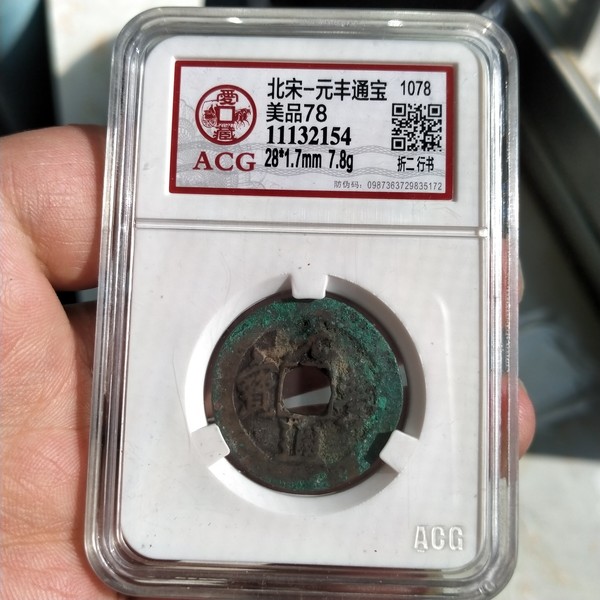 北宋-元丰通宝 1078
美品78
11132154
ACG 28*1.7mm 7.8g 折二 行书
防伪码: 0987363729835172
ACG